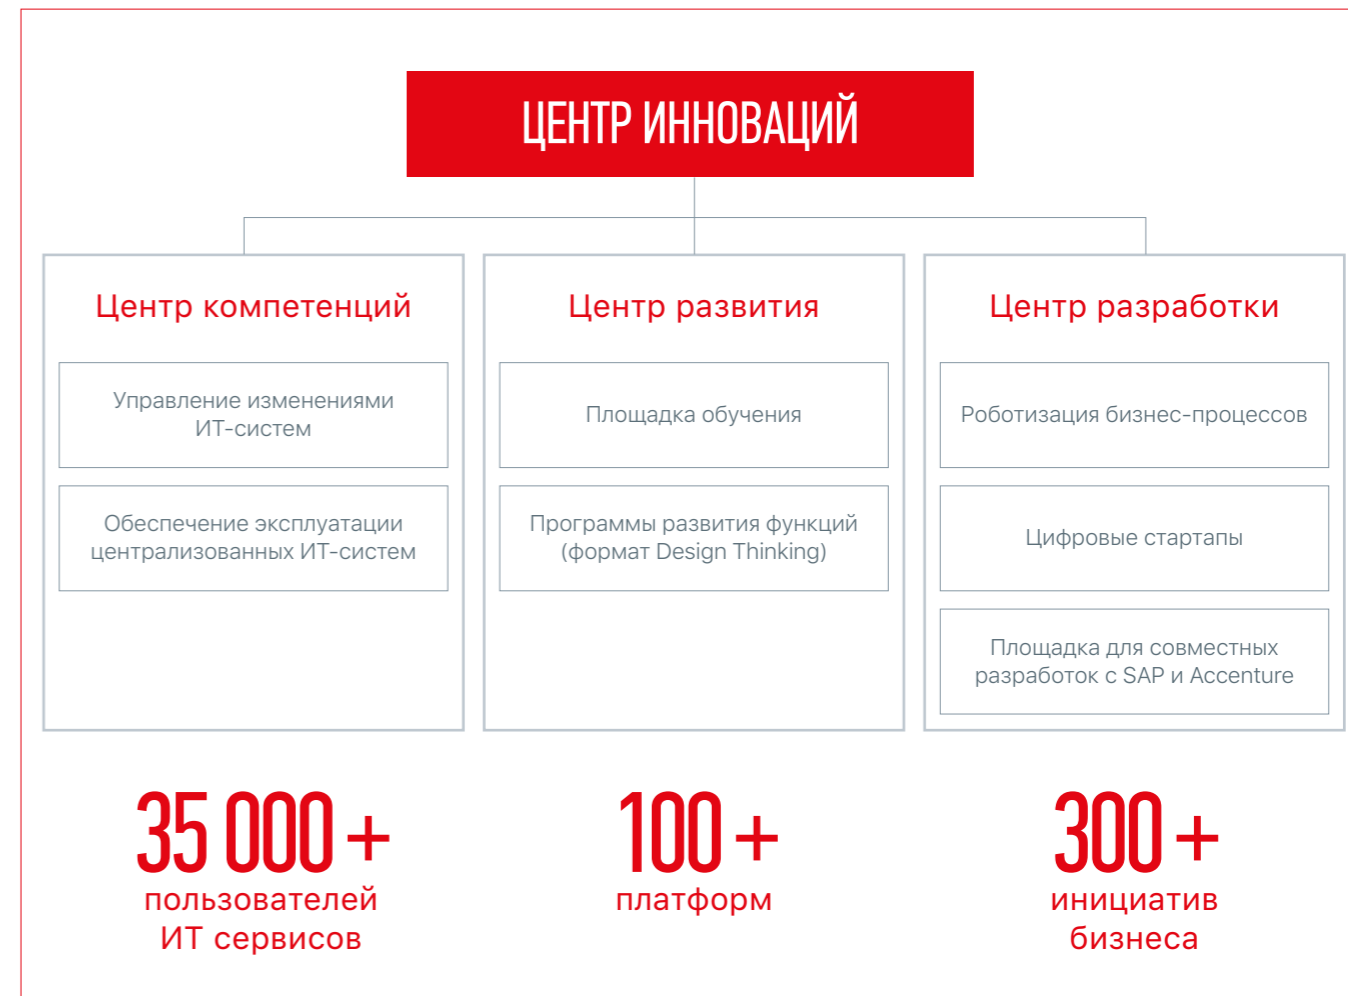 ЦЕНТР ИННОВАЦИЙ
Центр компетенций
Управление изменениями
ИТ-систем
Обеспечение эксплуатации
централизованных ИТ-систем
Центр развития
Площадка обучения
Программы развития функций
(формат Design Thinking)
Центр разработки
Роботизация бизнес-процессов
Цифровые стартапы
Площадка для совместных
разработок с SAP и Accenture
35 000 +
пользователей
ИТ сервисов
100 +
платформ
300 +
инициатив
бизнеса